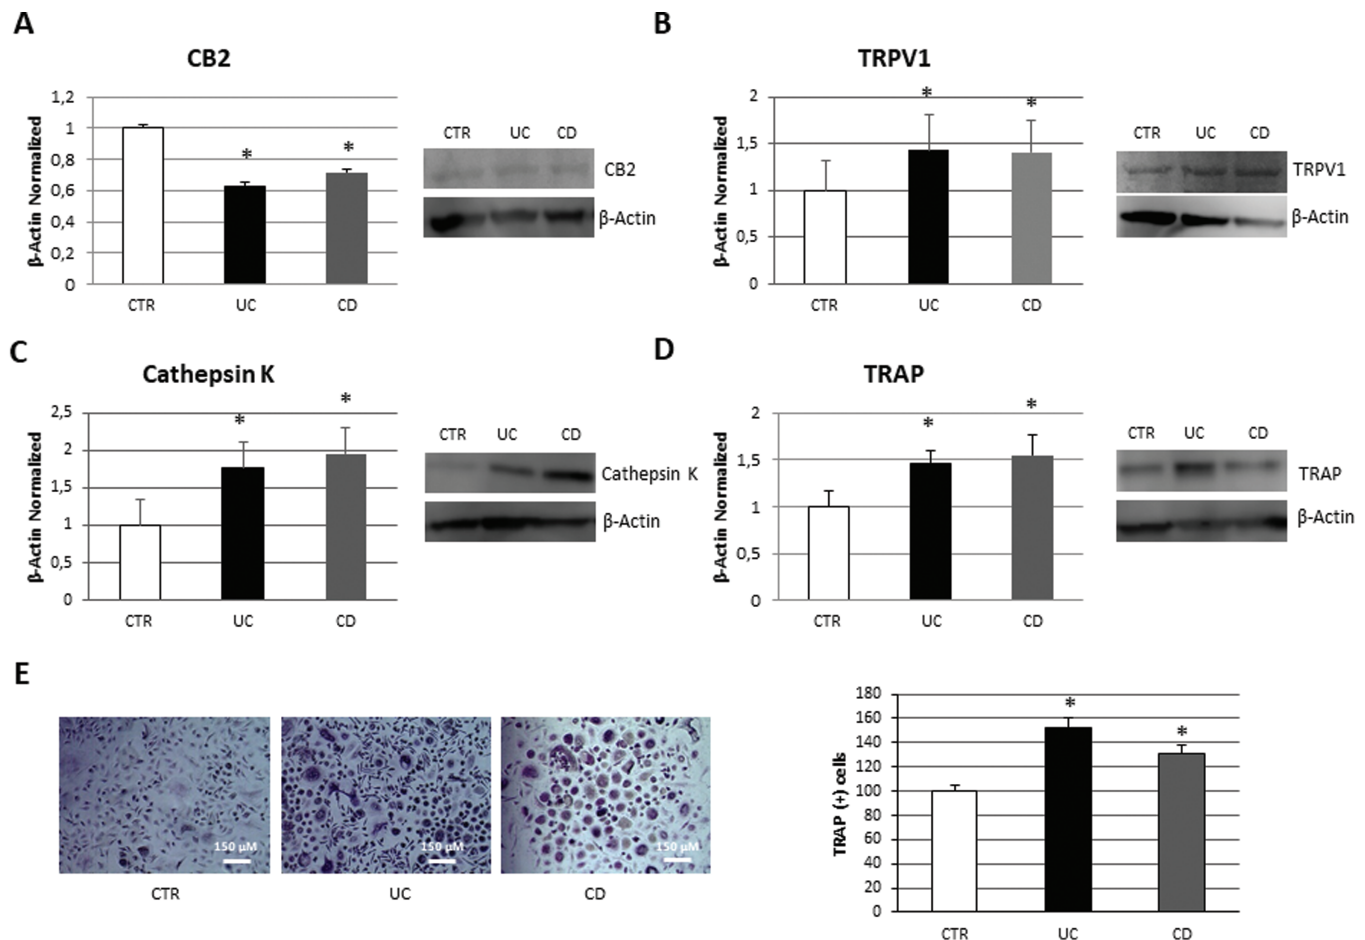 A
CB2
β-Actin Normalized
1,2
1
0,8
0,6
0,4
0,2
0
*
*
CTR UC CD
CTR UC CD
CB2
β-Actin
B
TRPV1
β-Actin Normalized
2
1,5
1
0,5
0
*
*
CTR UC CD
CTR UC CD
TRPV1
β-Actin
C
Cathepsin K
β-Actin Normalized
2,5
2
1,5
1
0,5
0
*
*
CTR UC CD
CTR UC CD
Cathepsin K
β-Actin
D
TRAP
β-Actin Normalized
2
1,5
1
0,5
0
*
*
CTR UC CD
CTR UC CD
TRAP
β-Actin
E
150 µM
150 µM
150 µM
CTR UC CD
TRAP (+) cells
180
160
140
120
100
80
60
40
20
0
*
*
CTR UC CD